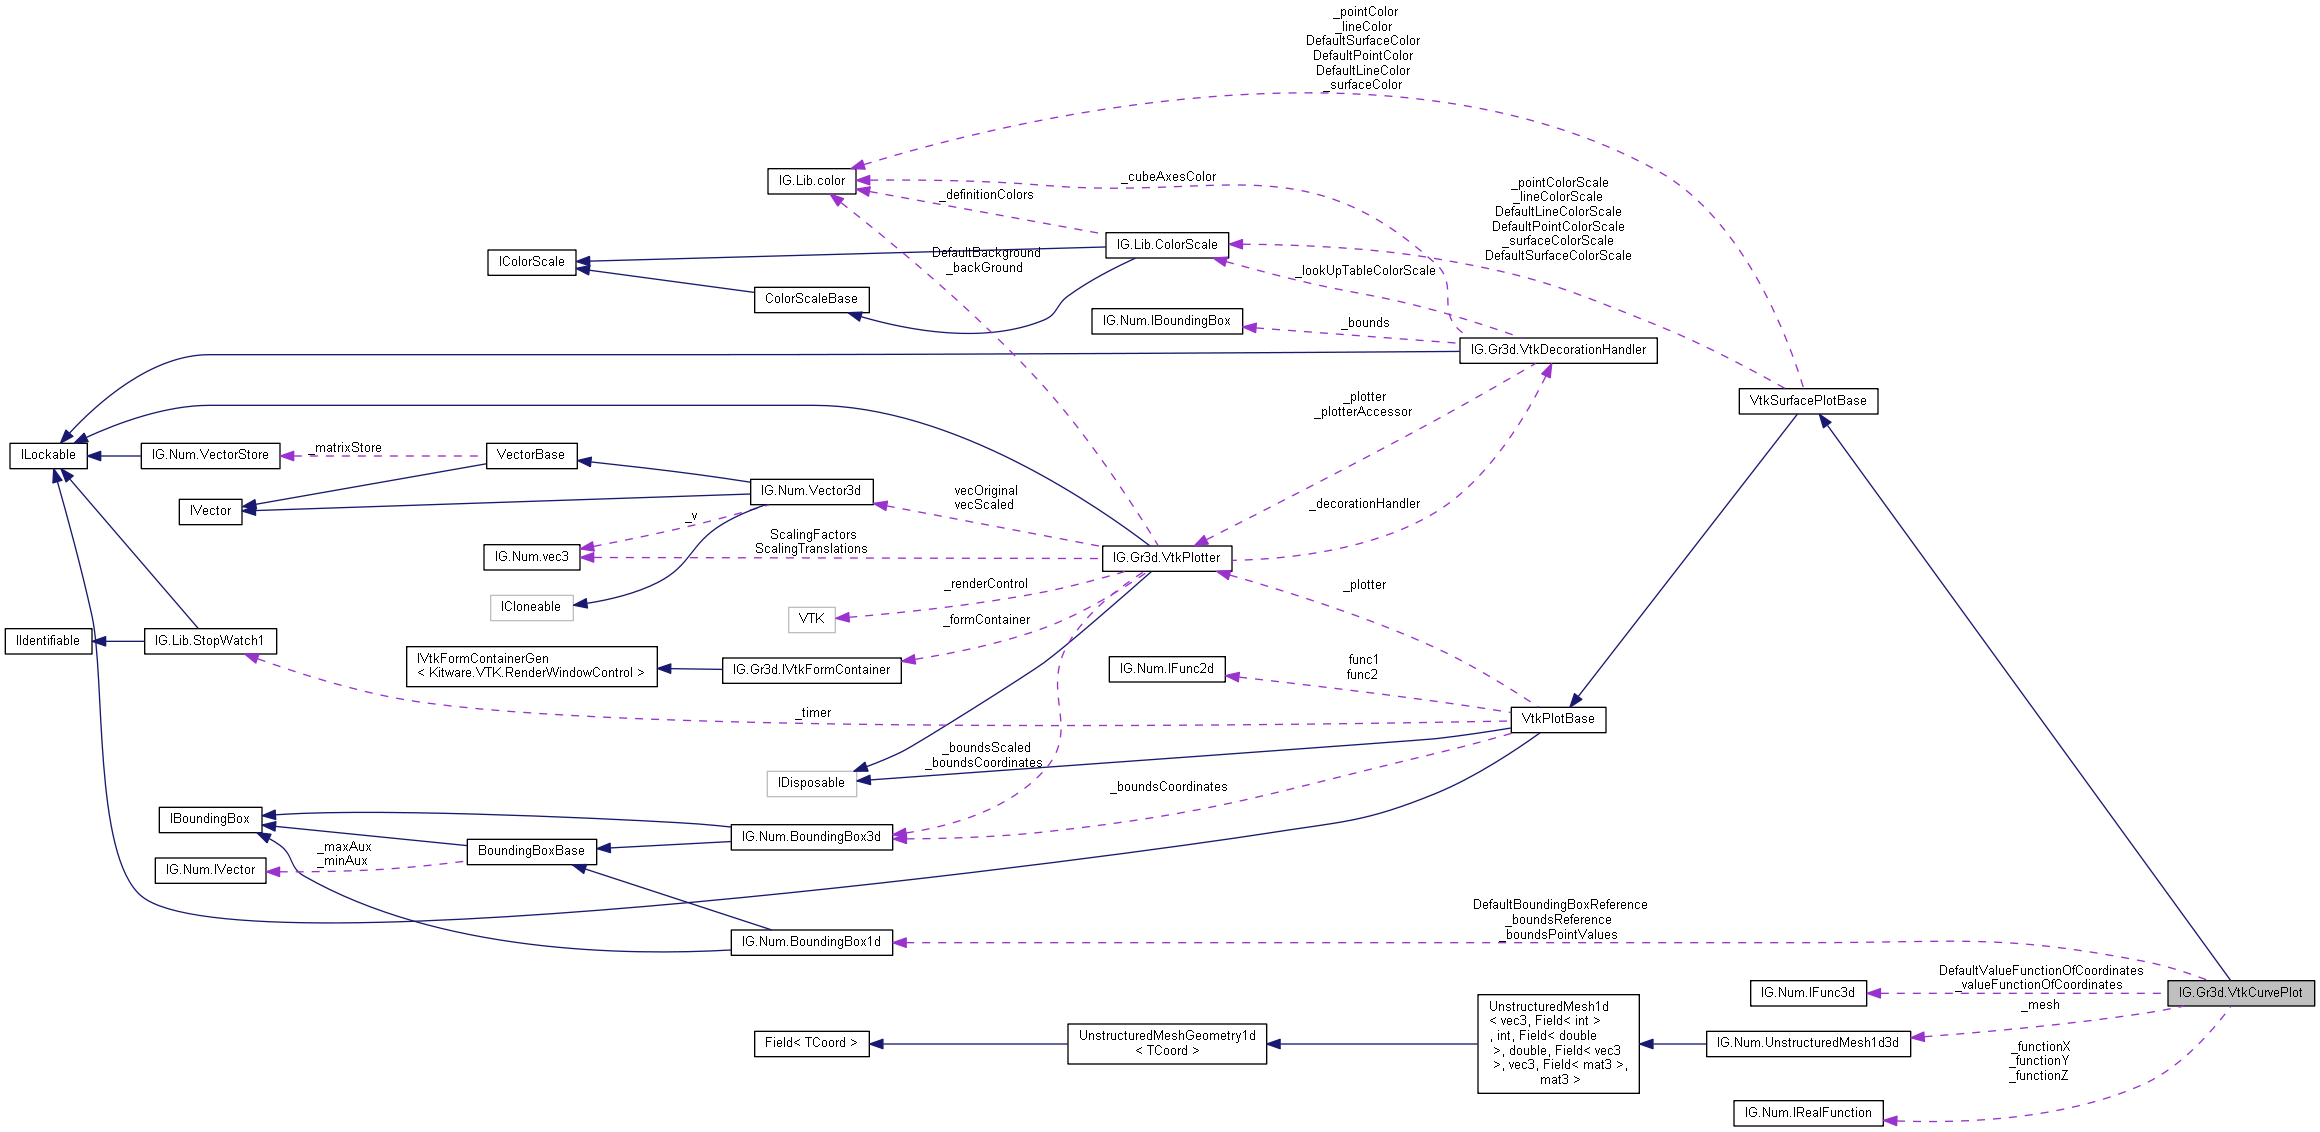 _pointColor
_lineColor
DefaultSurfaceColor
DefaultPointColor
DefaultLineColor
_surfaceColor
IG.Lib.color
_cubeAxesColor
_definitionColors
_pointColorScale
_lineColorScale
DefaultLineColorScale
DefaultPointColorScale
_surfaceColorScale
DefaultSurfaceColorScale
IG.Lib.ColorScale
IColorScale
DefaultBackground
_backGround
_lookUpTableColorScale
ColorScaleBase
IG.Num.IBoundingBox
_bounds
IG.Gr3d.VtkDecorationHandler
_plotter
_plotterAccessor
VtkSurfacePlotBase
ILockable
IG.Num.VectorStore
_matrixStore
VectorBase
IG.Num.Vector3d
vecOriginal
vecScaled
_decorationHandler
IVector
_v
IG.Num.vec3
ScalingFactors
ScalingTranslations
IG.Gr3d.VtkPlotter
_renderControl
_plotter
ICloneable
VTK
_formContainer
IIdentifiable
IG.Lib.StopWatch1
IVtkFormContainerGen
< Kitware.VTK.RenderWindowControl >
IG.Gr3d.IVtkFormContainer
IG.Num.IFunc2d
func1
func2
_timer
VtkPlotBase
_boundsScaled
_boundsCoordinates
IDisposable
_boundsCoordinates
IBoundingBox
IG.Num.BoundingBox3d
_maxAux
_minAux
BoundingBoxBase
IG.Num.IVector
DefaultBoundingBoxReference
_boundsReference
_boundsPointValues
IG.Num.BoundingBox1d
DefaultValueFunctionOfCoordinates
_valueFunctionOfCoordinates
IG.Num.IFunc3d
IG.Gr3d.VtkCurvePlot
_mesh
UnstructuredMesh1d
< vec3, Field< int >
, int, Field< double
>, double, Field< vec3
>, vec3, Field< mat3 >,
mat3 >
Field< TCoord >
UnstructuredMeshGeometry1d
< TCoord >
IG.Num.UnstructuredMesh1d3d
_functionX
_functionY
_functionZ
IG.Num.IRealFunction